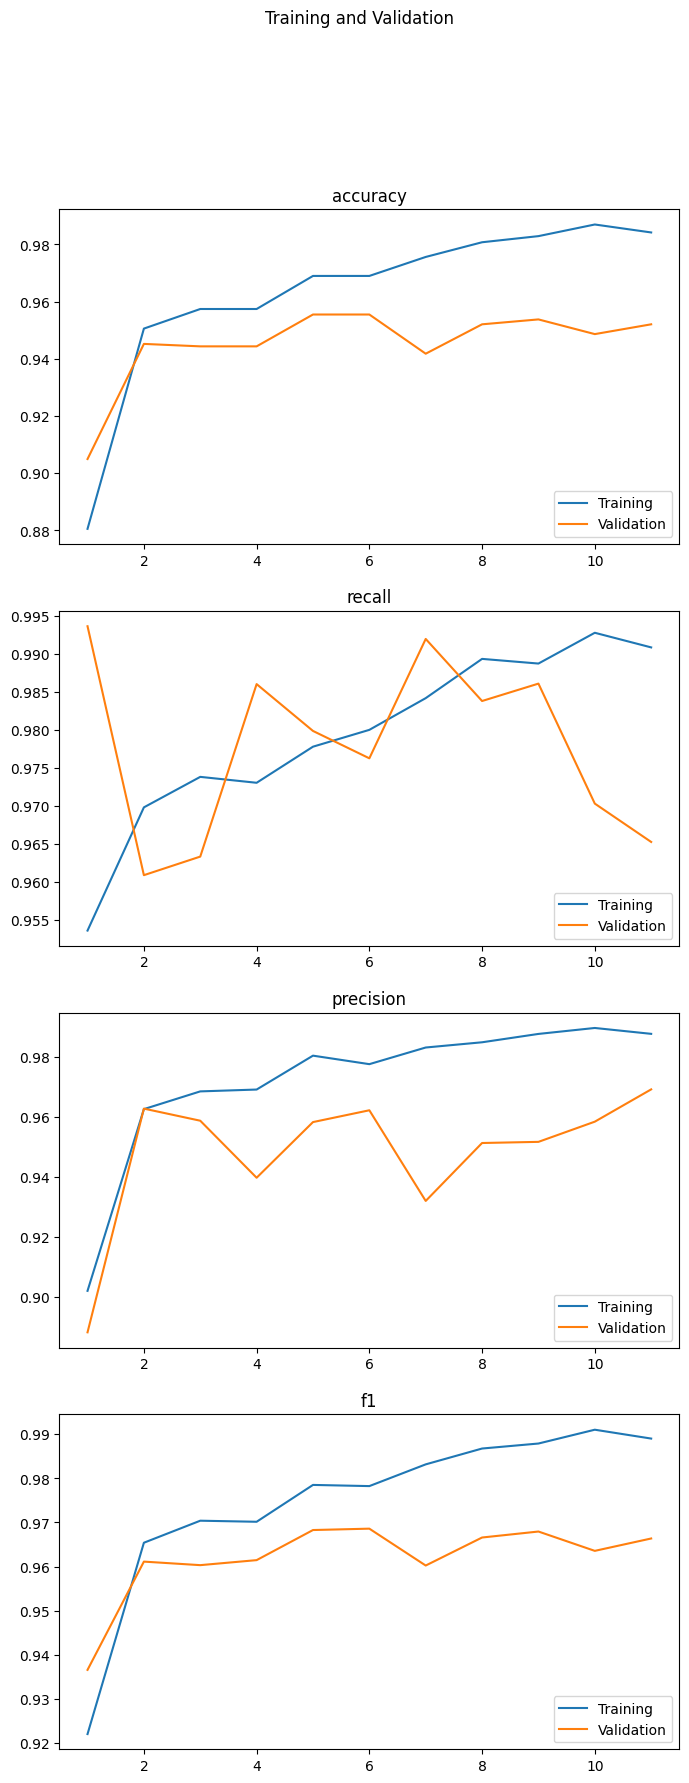 Training and Validation
accuracy
0.98
0.96
0.94
0.92
0.90
0.88
Training
Validation
2 4 6 8 10
recall
0.995
0.990
0.985
0.980
0.975
0.970
0.965
0.960
0.955
Training
Validation
2 4 6 8 10
precision
0.98
0.96
0.94
0.92
0.90
Training
Validation
2 4 6 8 10
f1
0.99
0.98
0.97
0.96
0.95
0.94
0.93
0.92
Training
Validation
2 4 6 8 10